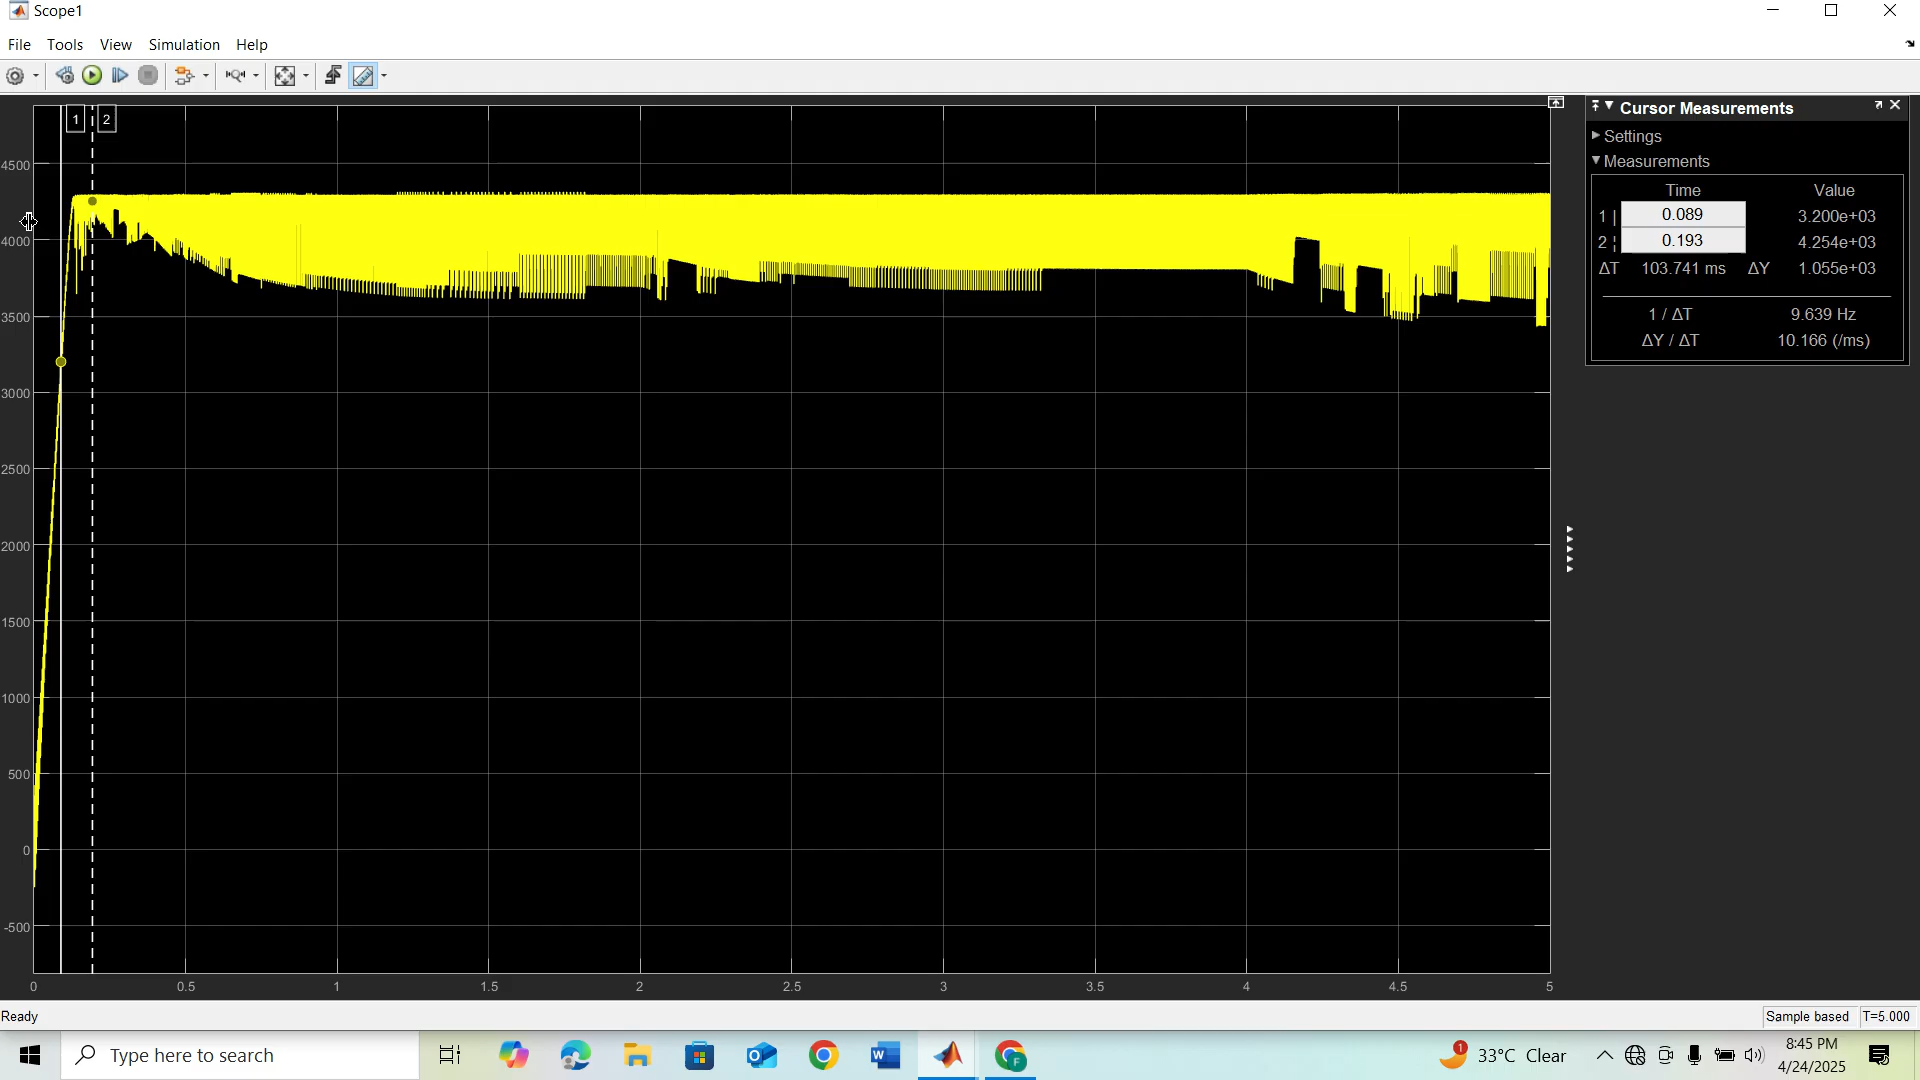 Scope1
File Tools View Simulation Help
1 2
Cursor Measurements
Settings
Measurements
Time Value
1 | 0.089 3.200e+03
2 ¦ 0.193 4.254e+03
ΔT 103.741 ms ΔY 1.055e+03
1 / ΔT 9.639 Hz
ΔY / ΔT 10.166 (/ms)
4500
4000
3500
3000
2500
2000
1500
1000
500
0
-500
0 0.5 1 1.5 2 2.5 3 3.5 4 4.5 5
Ready Sample based T=5.000
Type here to search 1 33°C Clear 8:45 PM
4/24/2025